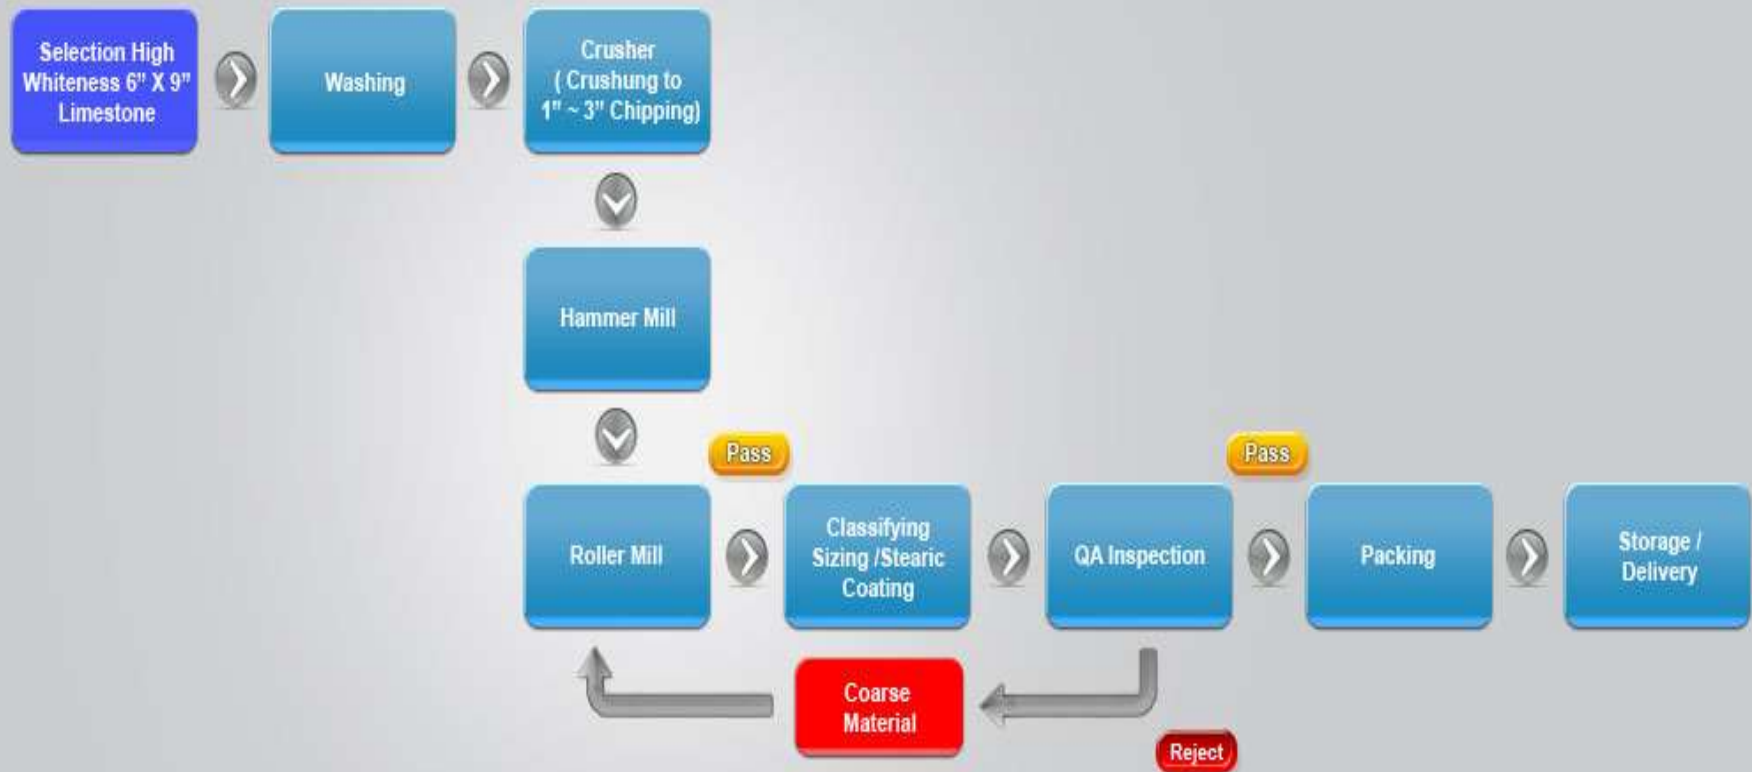 Selection High
Whiteness 6" X 9"
Limestone
Washing
Crusher
( Crushung to
1" ~ 3" Chipping)
Hammer Mill
Pass
Pass
Roller Mill
Classifying
Sizing /Stearic
Coating
QA Inspection
Packing
Storage /
Delivery
Coarse
Material
Reject